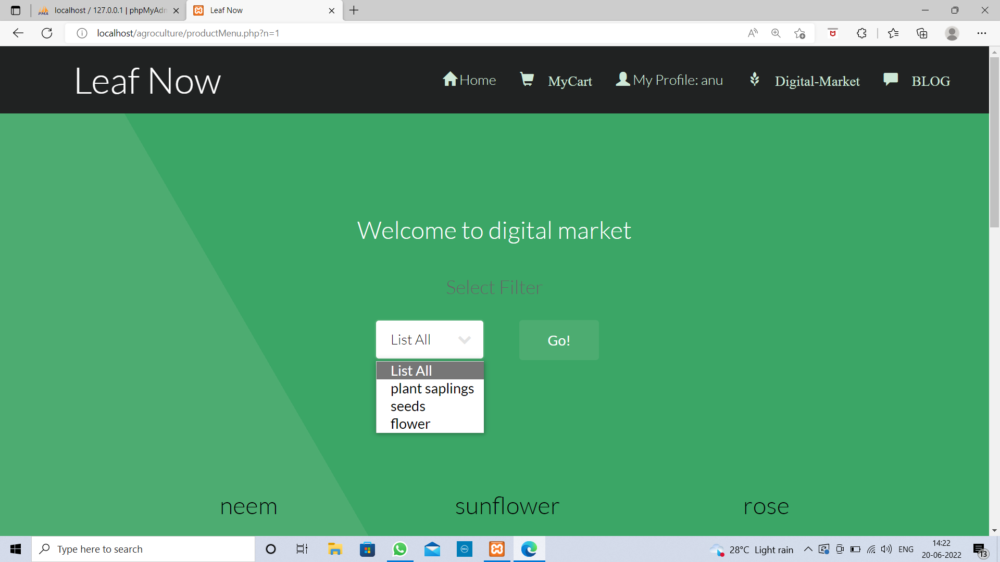 localhost / 127.0.0.1 | phpMyAdm
Leaf Now
localhost/agroculture/productMenu.php?n=1
Leaf Now
Home
MyCart
My Profile: anu
Digital-Market
BLOG
Welcome to digital market
Select Filter
List All
Go!
List All
plant saplings
seeds
flower
neem
sunflower
rose
Type here to search
28°C Light rain
ENG
14:22
20-06-2022
13